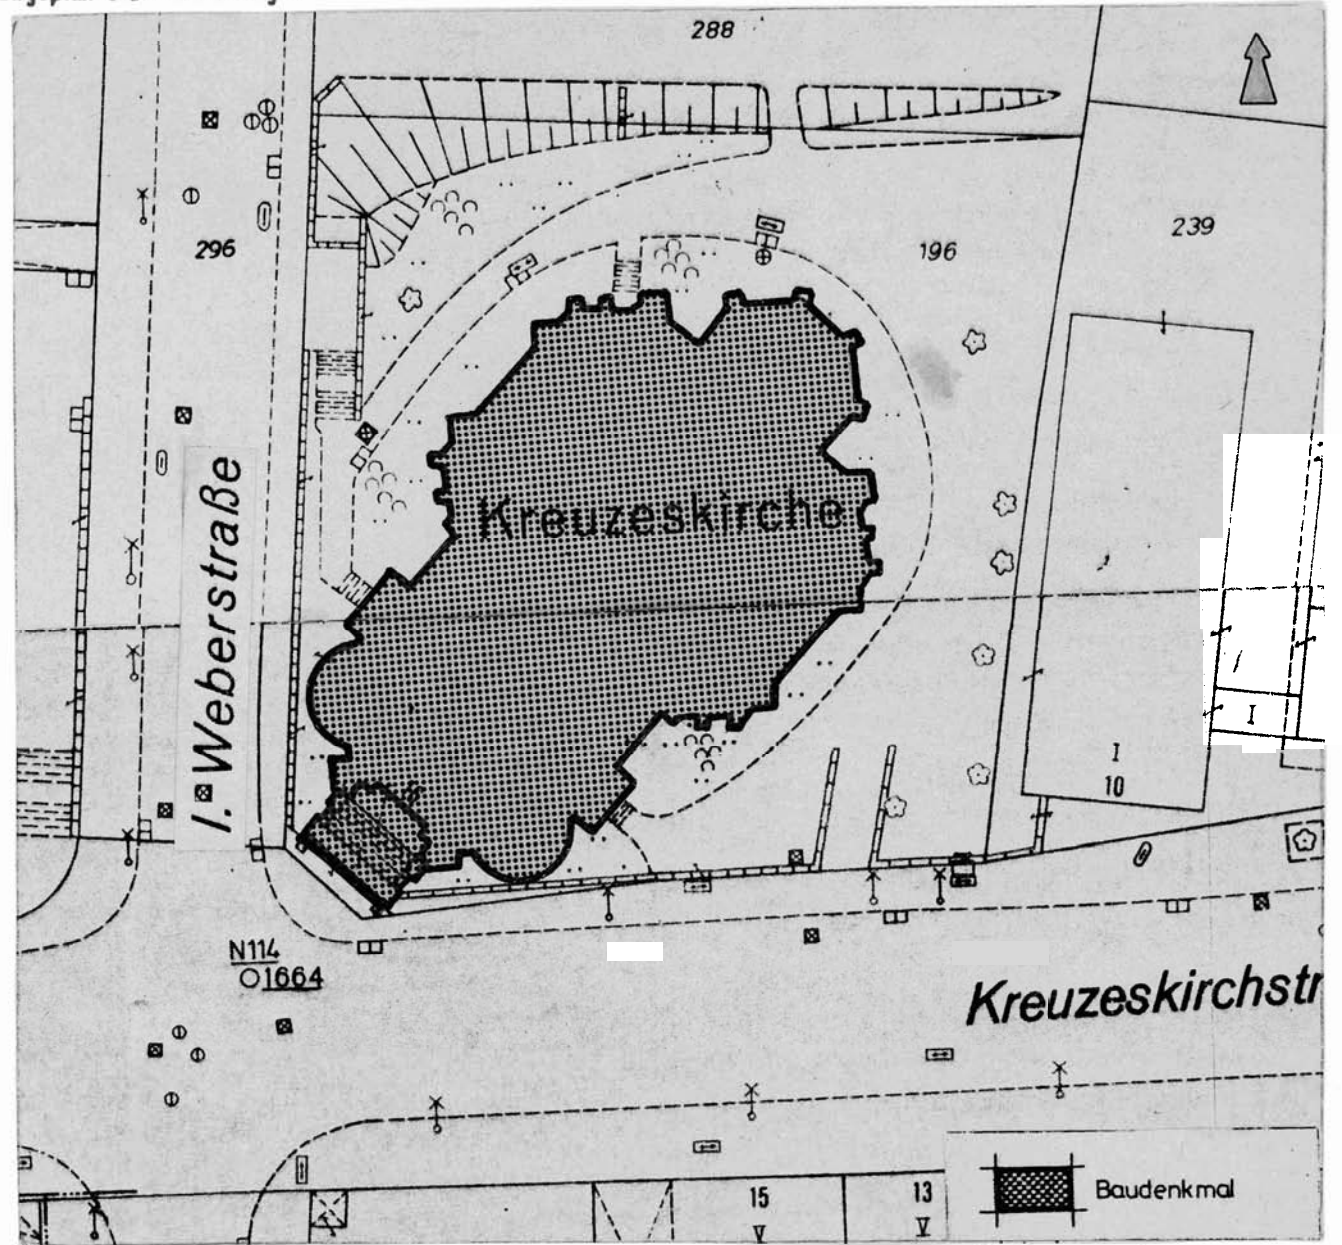 288
296
196
239
Kreuzeskirche
I. Weberstraße
I
I
10
N114
O1664
Kreuzeskirchstr
15
V
13
V
Baudenkmal